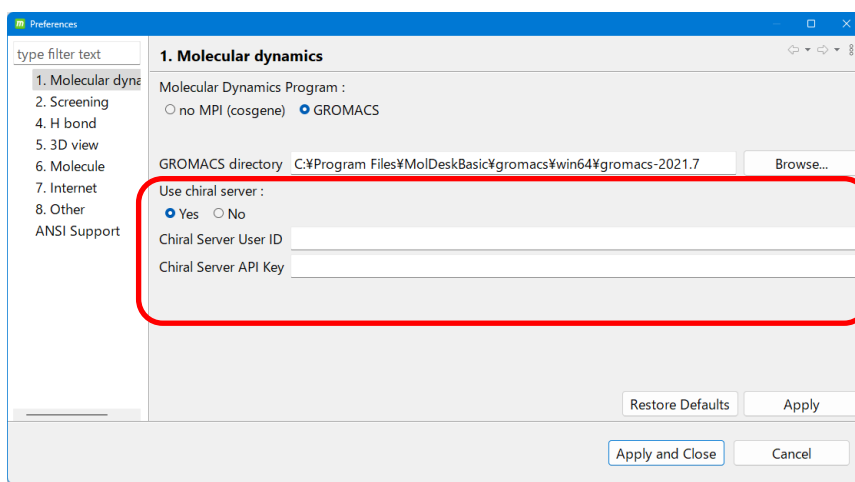 Preferences
type filter text
1. Molecular dyna
2. Screening
4. H bond
5. 3D view
6. Molecule
7. Internet
8. Other
ANSI Support
1. Molecular dynamics
Molecular Dynamics Program :
no MPI (cosgene) GROMACS
GROMACS directory C:¥Program Files¥MolDeskBasic¥gromacs¥win64¥gromacs-2021.7 Browse...
Use chiral server :
Yes No
Chiral Server User ID
Chiral Server API Key
Restore Defaults Apply
Apply and Close Cancel